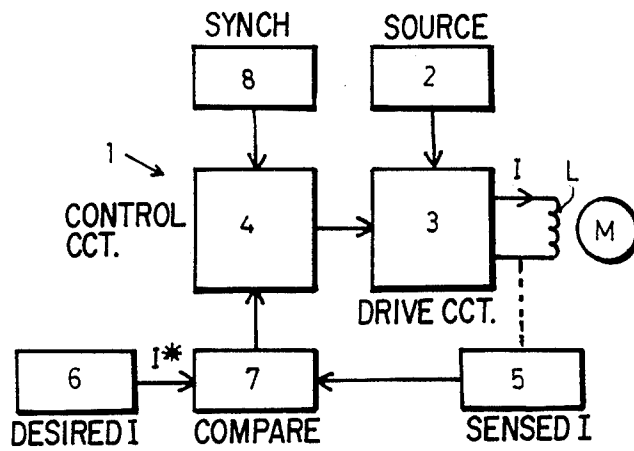 SYNCH
SOURCE
8
2
1
I
L
CONTROL
CCT.
4
3
M
DRIVE CCT.
6
I*
7
5
DESIRED I
COMPARE
SENSED I